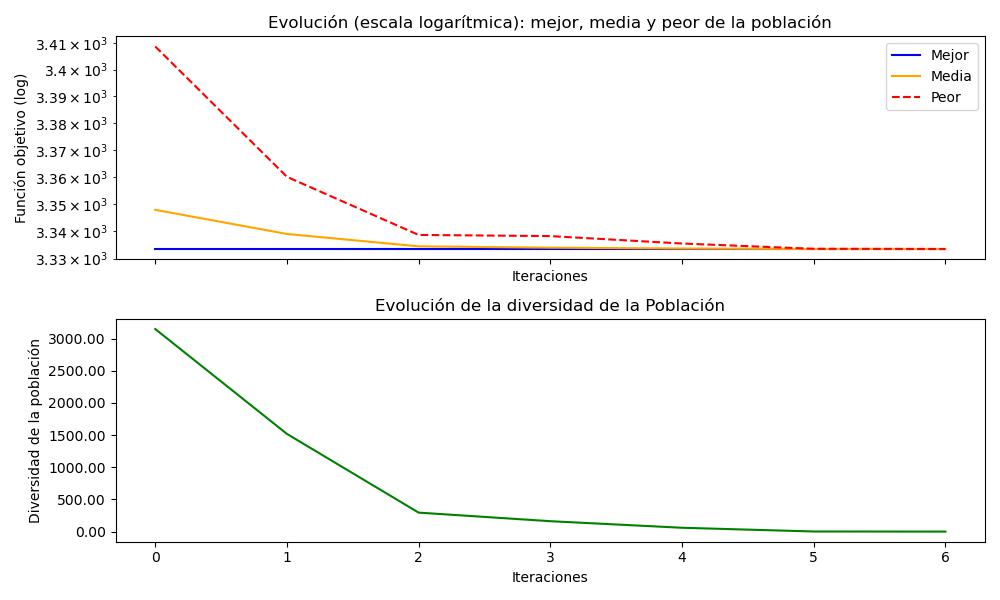 Evolución (escala logarítmica): mejor, media y peor de la población
Función objetivo (log)
3.41 × 10³
3.4 × 10³
3.39 × 10³
3.38 × 10³
3.37 × 10³
3.36 × 10³
3.35 × 10³
3.34 × 10³
3.33 × 10³
Mejor
Media
Peor
Iteraciones
Evolución de la diversidad de la Población
Diversidad de la población
3000.00
2500.00
2000.00
1500.00
1000.00
500.00
0.00
0 1 2 3 4 5 6
Iteraciones